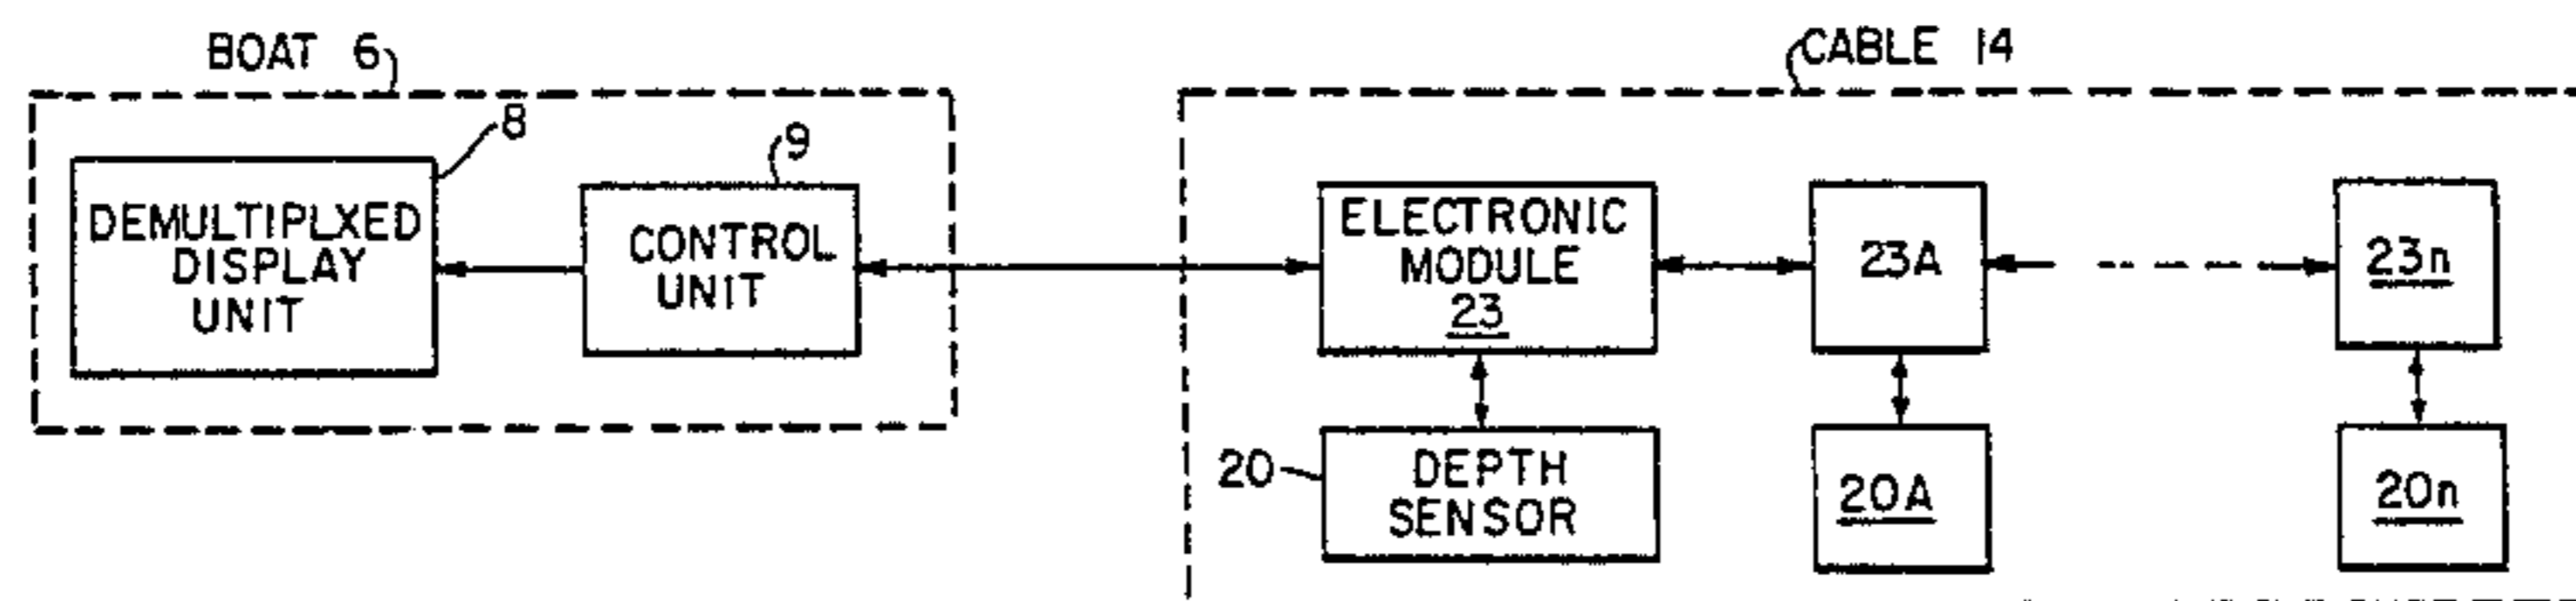 BOAT 6
CABLE 14
8
9
DEMULTIPLXED
DISPLAY
UNIT
CONTROL
UNIT
ELECTRONIC
MODULE
23
23A
23n
20
DEPTH
SENSOR
20A
20n